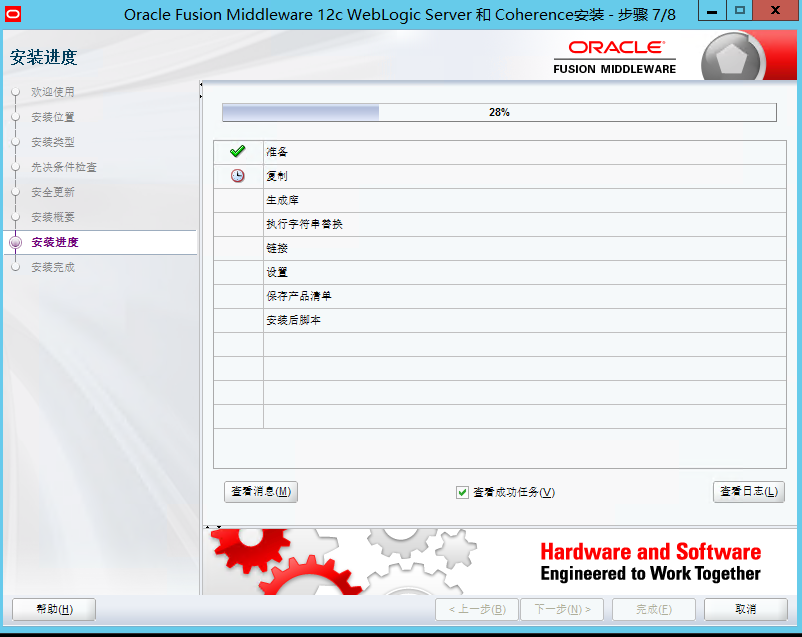 Oracle Fusion Middleware 12c WebLogic Server 和 Coherence安装 - 步骤 7/8
安装进度
ORACLE
FUSION MIDDLEWARE
欢迎使用
安装位置
安装类型
先决条件检查
安全更新
安装概要
安装进度
安装完成
28%
准备
复制
生成库
执行字符串替换
链接
设置
保存产品清单
安装后脚本
查看消息(M)
查看成功任务(V)
查看日志(L)
Hardware and Software
Engineered to Work Together
帮助(H)
< 上一步(B)
下一步(N) >
完成(F)
取消